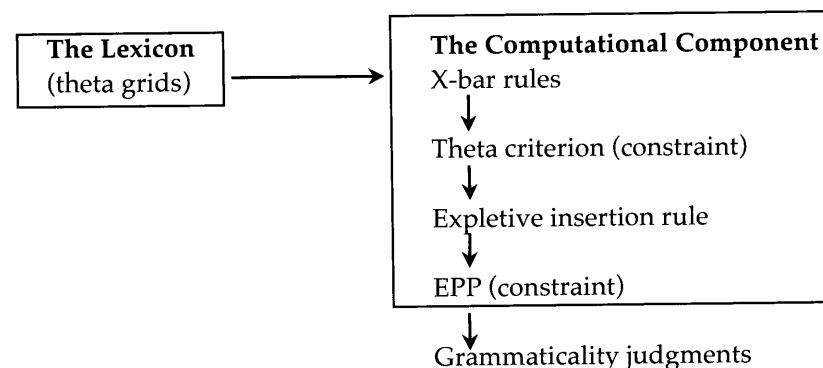 The Lexicon
(theta grids)
The Computational Component
X-bar rules
Theta criterion (constraint)
Expletive insertion rule
EPP (constraint)
Grammaticality judgments